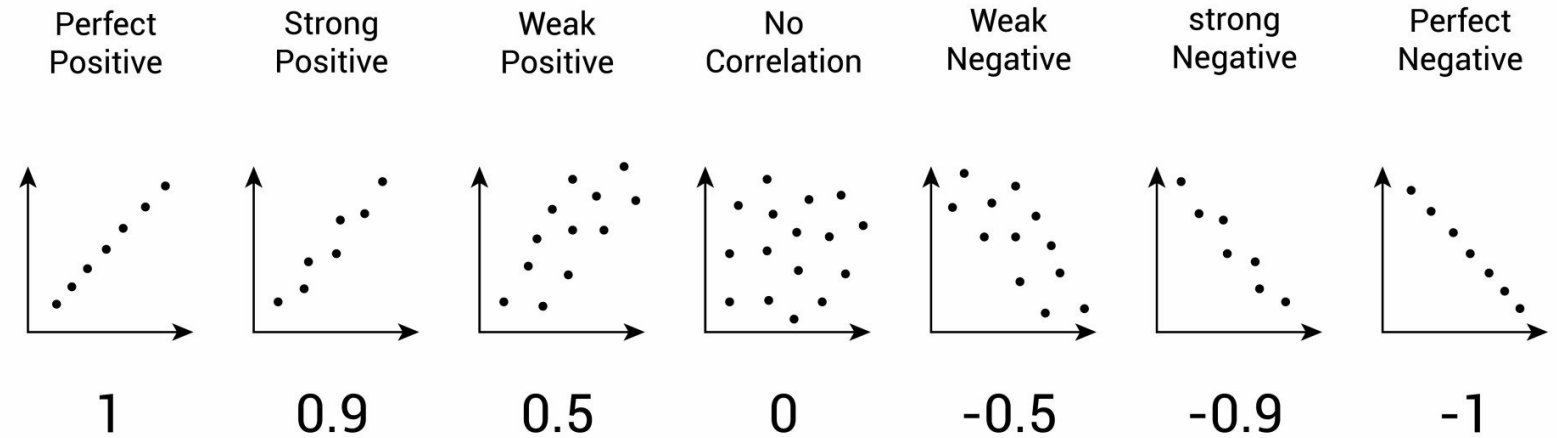 Perfect
Positive
Strong
Positive
Weak
Positive
No
Correlation
Weak
Negative
strong
Negative
Perfect
Negative
1
0.9
0.5
0
-0.5
-0.9
-1